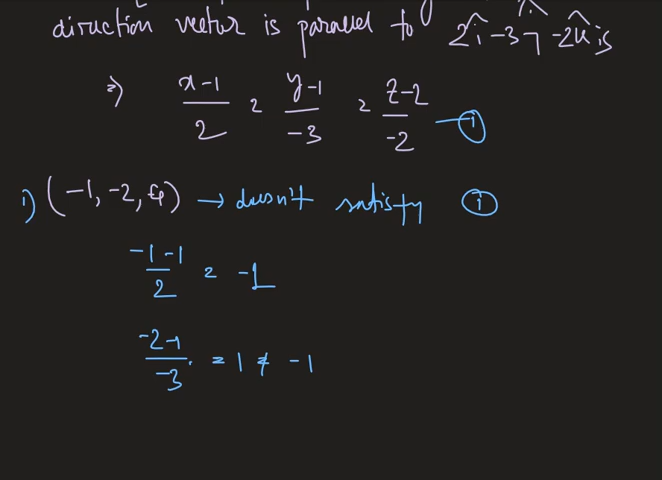 direction vector is parallel to 2î - 3ĵ - 2k̂ is
⇒ x-1/2 = y-1/-3 = z-2/-2 — ①
i) (-1, -2, 4) → doesn't satisfy ①
-1-1/2 = -1
-2-1/-3 = 1 ≠ -1